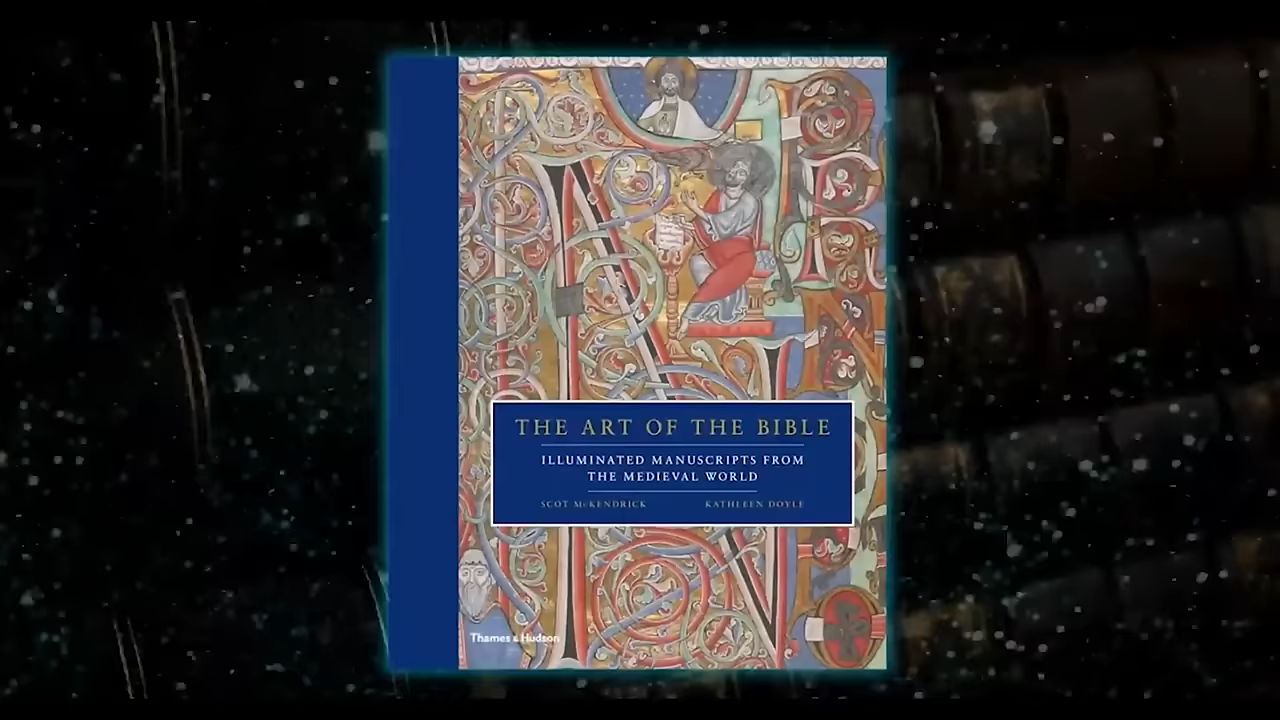 THE ART OF THE BIBLE
ILLUMINATED MANUSCRIPTS FROM
THE MEDIEVAL WORLD
SCOT McKENDRICK KATHLEEN DOYLE
Thames & Hudson